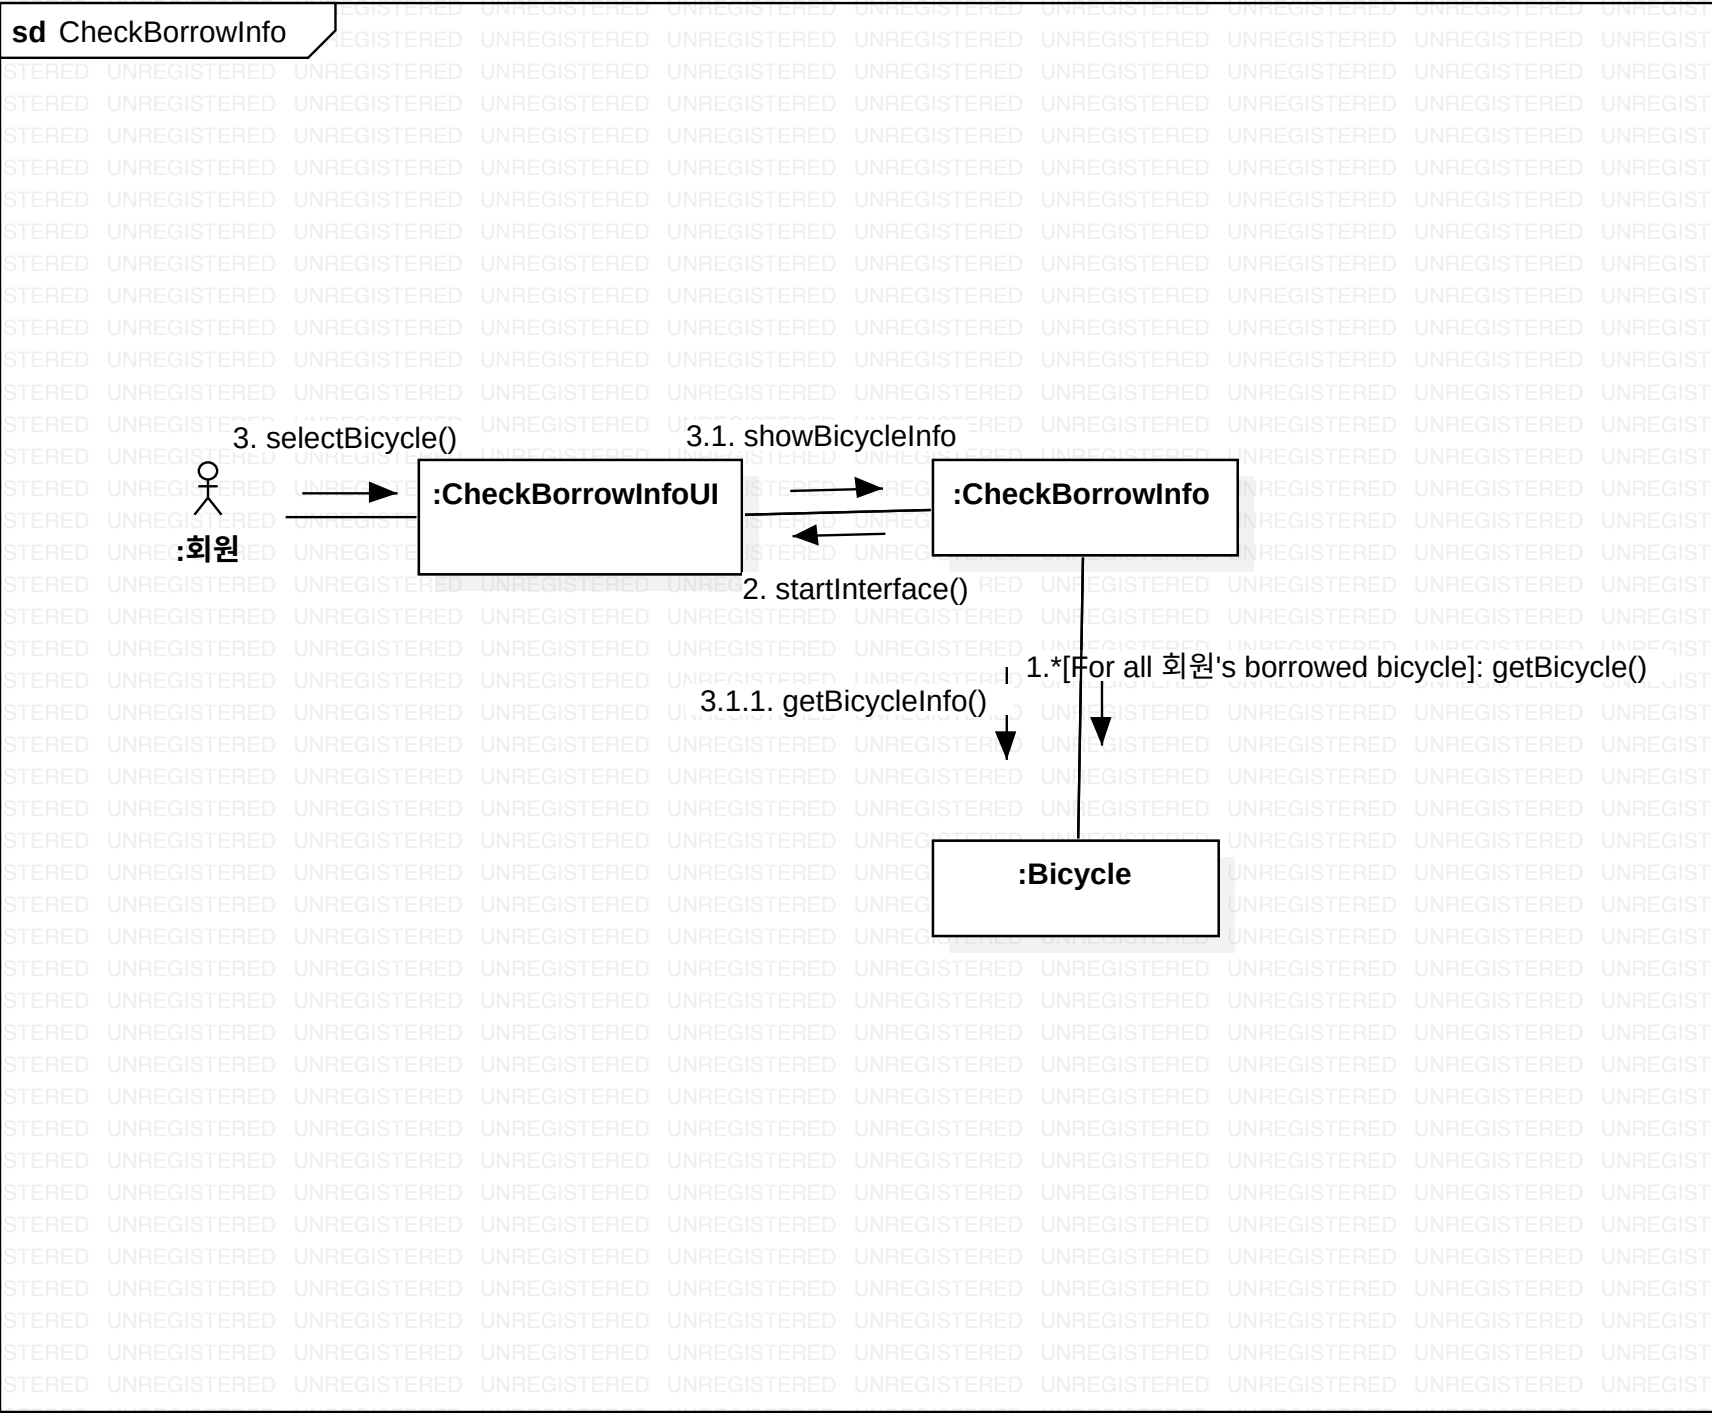 sd CheckBorrowInfo
3. selectBicycle()
3.1. showBicycleInfo
:CheckBorrowInfoUI
:CheckBorrowInfo
:회원
2. startInterface()
1.*[For all 회원's borrowed bicycle]: getBicycle()
3.1.1. getBicycleInfo()
:Bicycle
UNREGISTERED